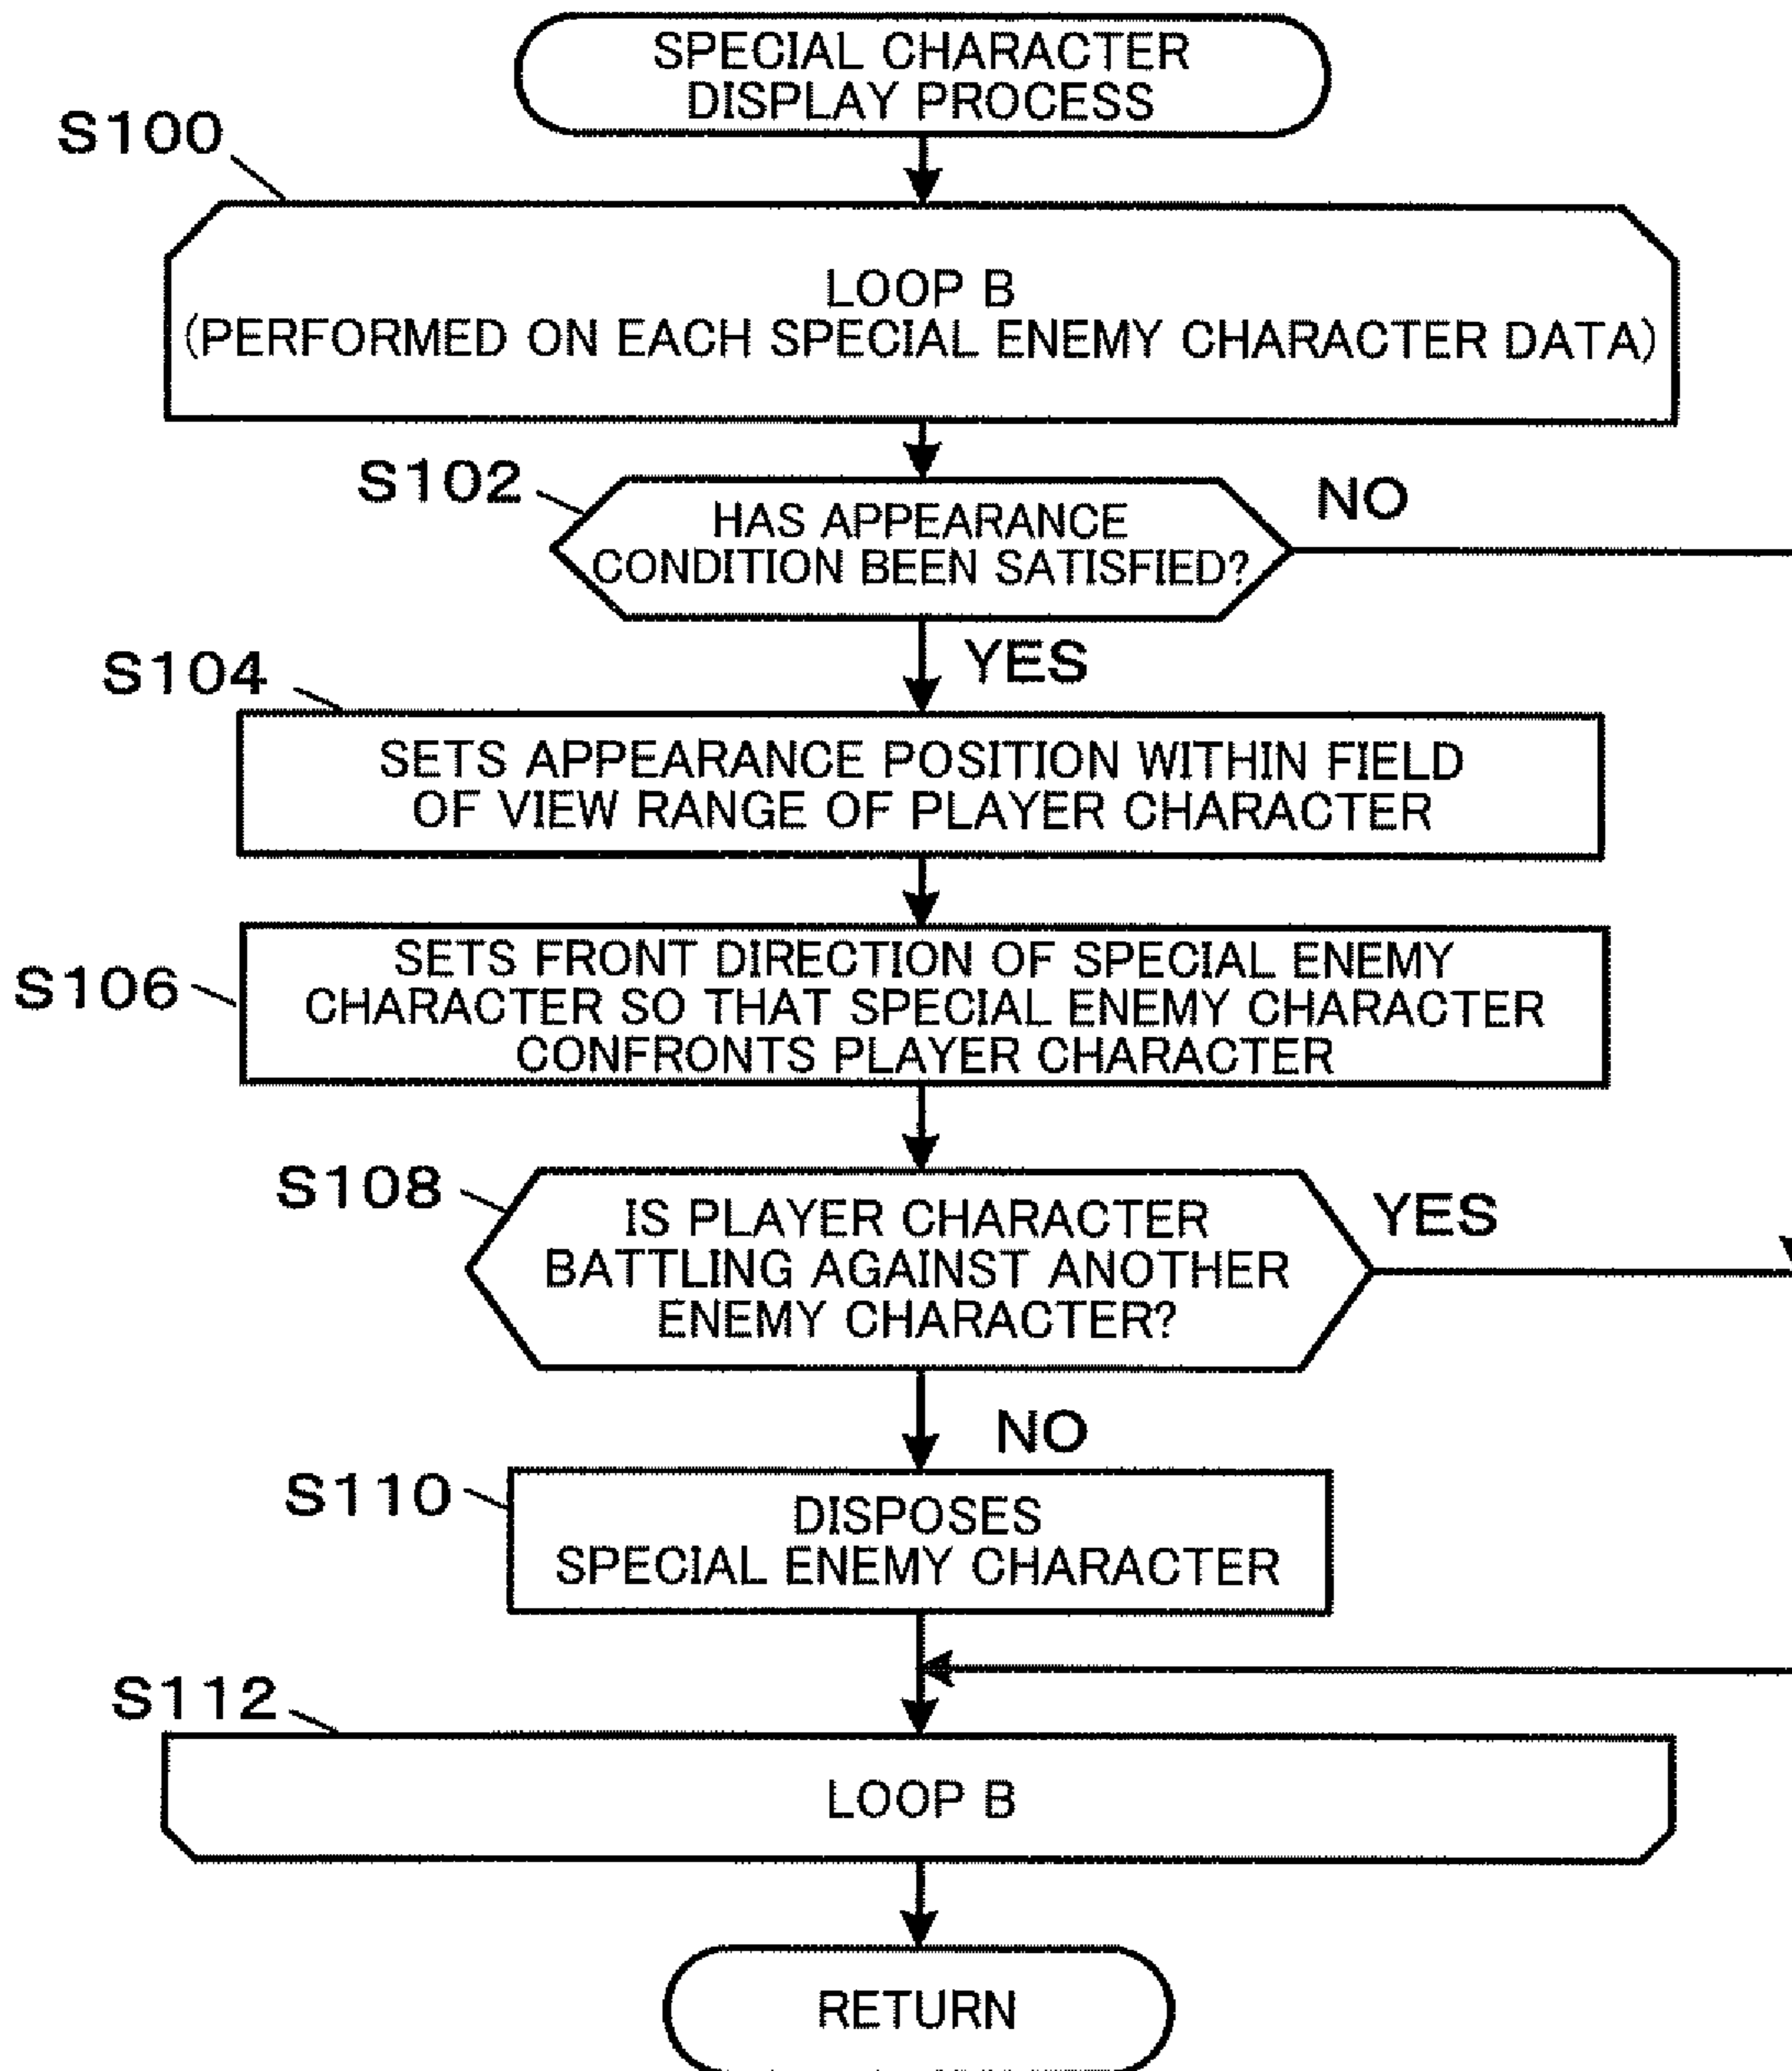 SPECIAL CHARACTER
DISPLAY PROCESS
S100
LOOP B
(PERFORMED ON EACH SPECIAL ENEMY CHARACTER DATA)
S102
HAS APPEARANCE
CONDITION BEEN SATISFIED?
NO
YES
S104
SETS APPEARANCE POSITION WITHIN FIELD
OF VIEW RANGE OF PLAYER CHARACTER
S106
SETS FRONT DIRECTION OF SPECIAL ENEMY
CHARACTER SO THAT SPECIAL ENEMY CHARACTER
CONFRONTS PLAYER CHARACTER
S108
IS PLAYER CHARACTER
BATTLING AGAINST ANOTHER
ENEMY CHARACTER?
YES
NO
S110
DISPOSES
SPECIAL ENEMY CHARACTER
S112
LOOP B
RETURN